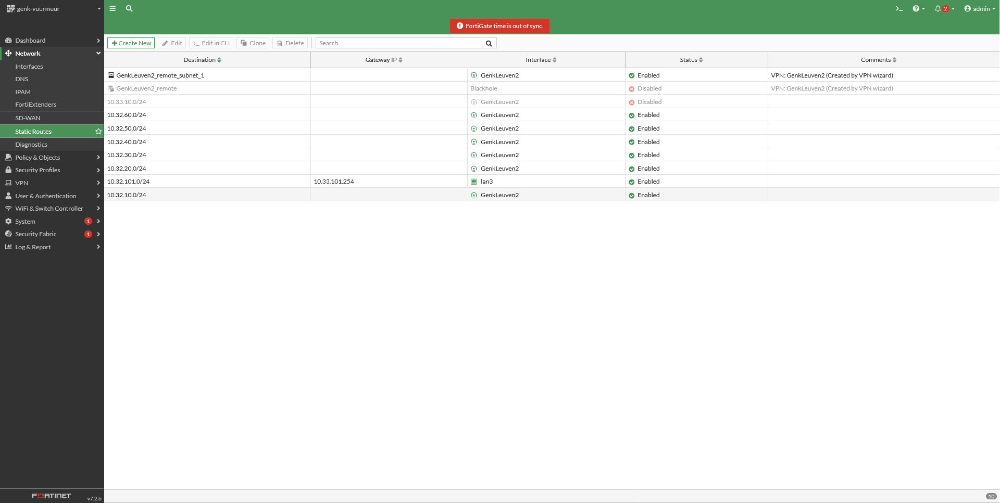 genk-vuurmuur
2
admin
FortiGate time is out of sync.
Dashboard
Network
Interfaces
DNS
IPAM
FortiExtenders
SD-WAN
Static Routes
Diagnostics
Policy & Objects
Security Profiles
VPN
User & Authentication
WiFi & Switch Controller
System 1
Security Fabric 1
Log & Report
FORTINET v7.2.6
Create New Edit Edit in CLI Clone Delete Search
Destination Gateway IP Interface Status Comments
GenkLeuven2_remote_subnet_1 GenkLeuven2 Enabled VPN: GenkLeuven2 (Created by VPN wizard)
GenkLeuven2_remote Blackhole Disabled VPN: GenkLeuven2 (Created by VPN wizard)
10.33.10.0/24 GenkLeuven2 Disabled
10.32.60.0/24 GenkLeuven2 Enabled
10.32.50.0/24 GenkLeuven2 Enabled
10.32.40.0/24 GenkLeuven2 Enabled
10.32.30.0/24 GenkLeuven2 Enabled
10.32.20.0/24 GenkLeuven2 Enabled
10.32.101.0/24 10.33.101.254 lan3 Enabled
10.32.10.0/24 GenkLeuven2 Enabled
10